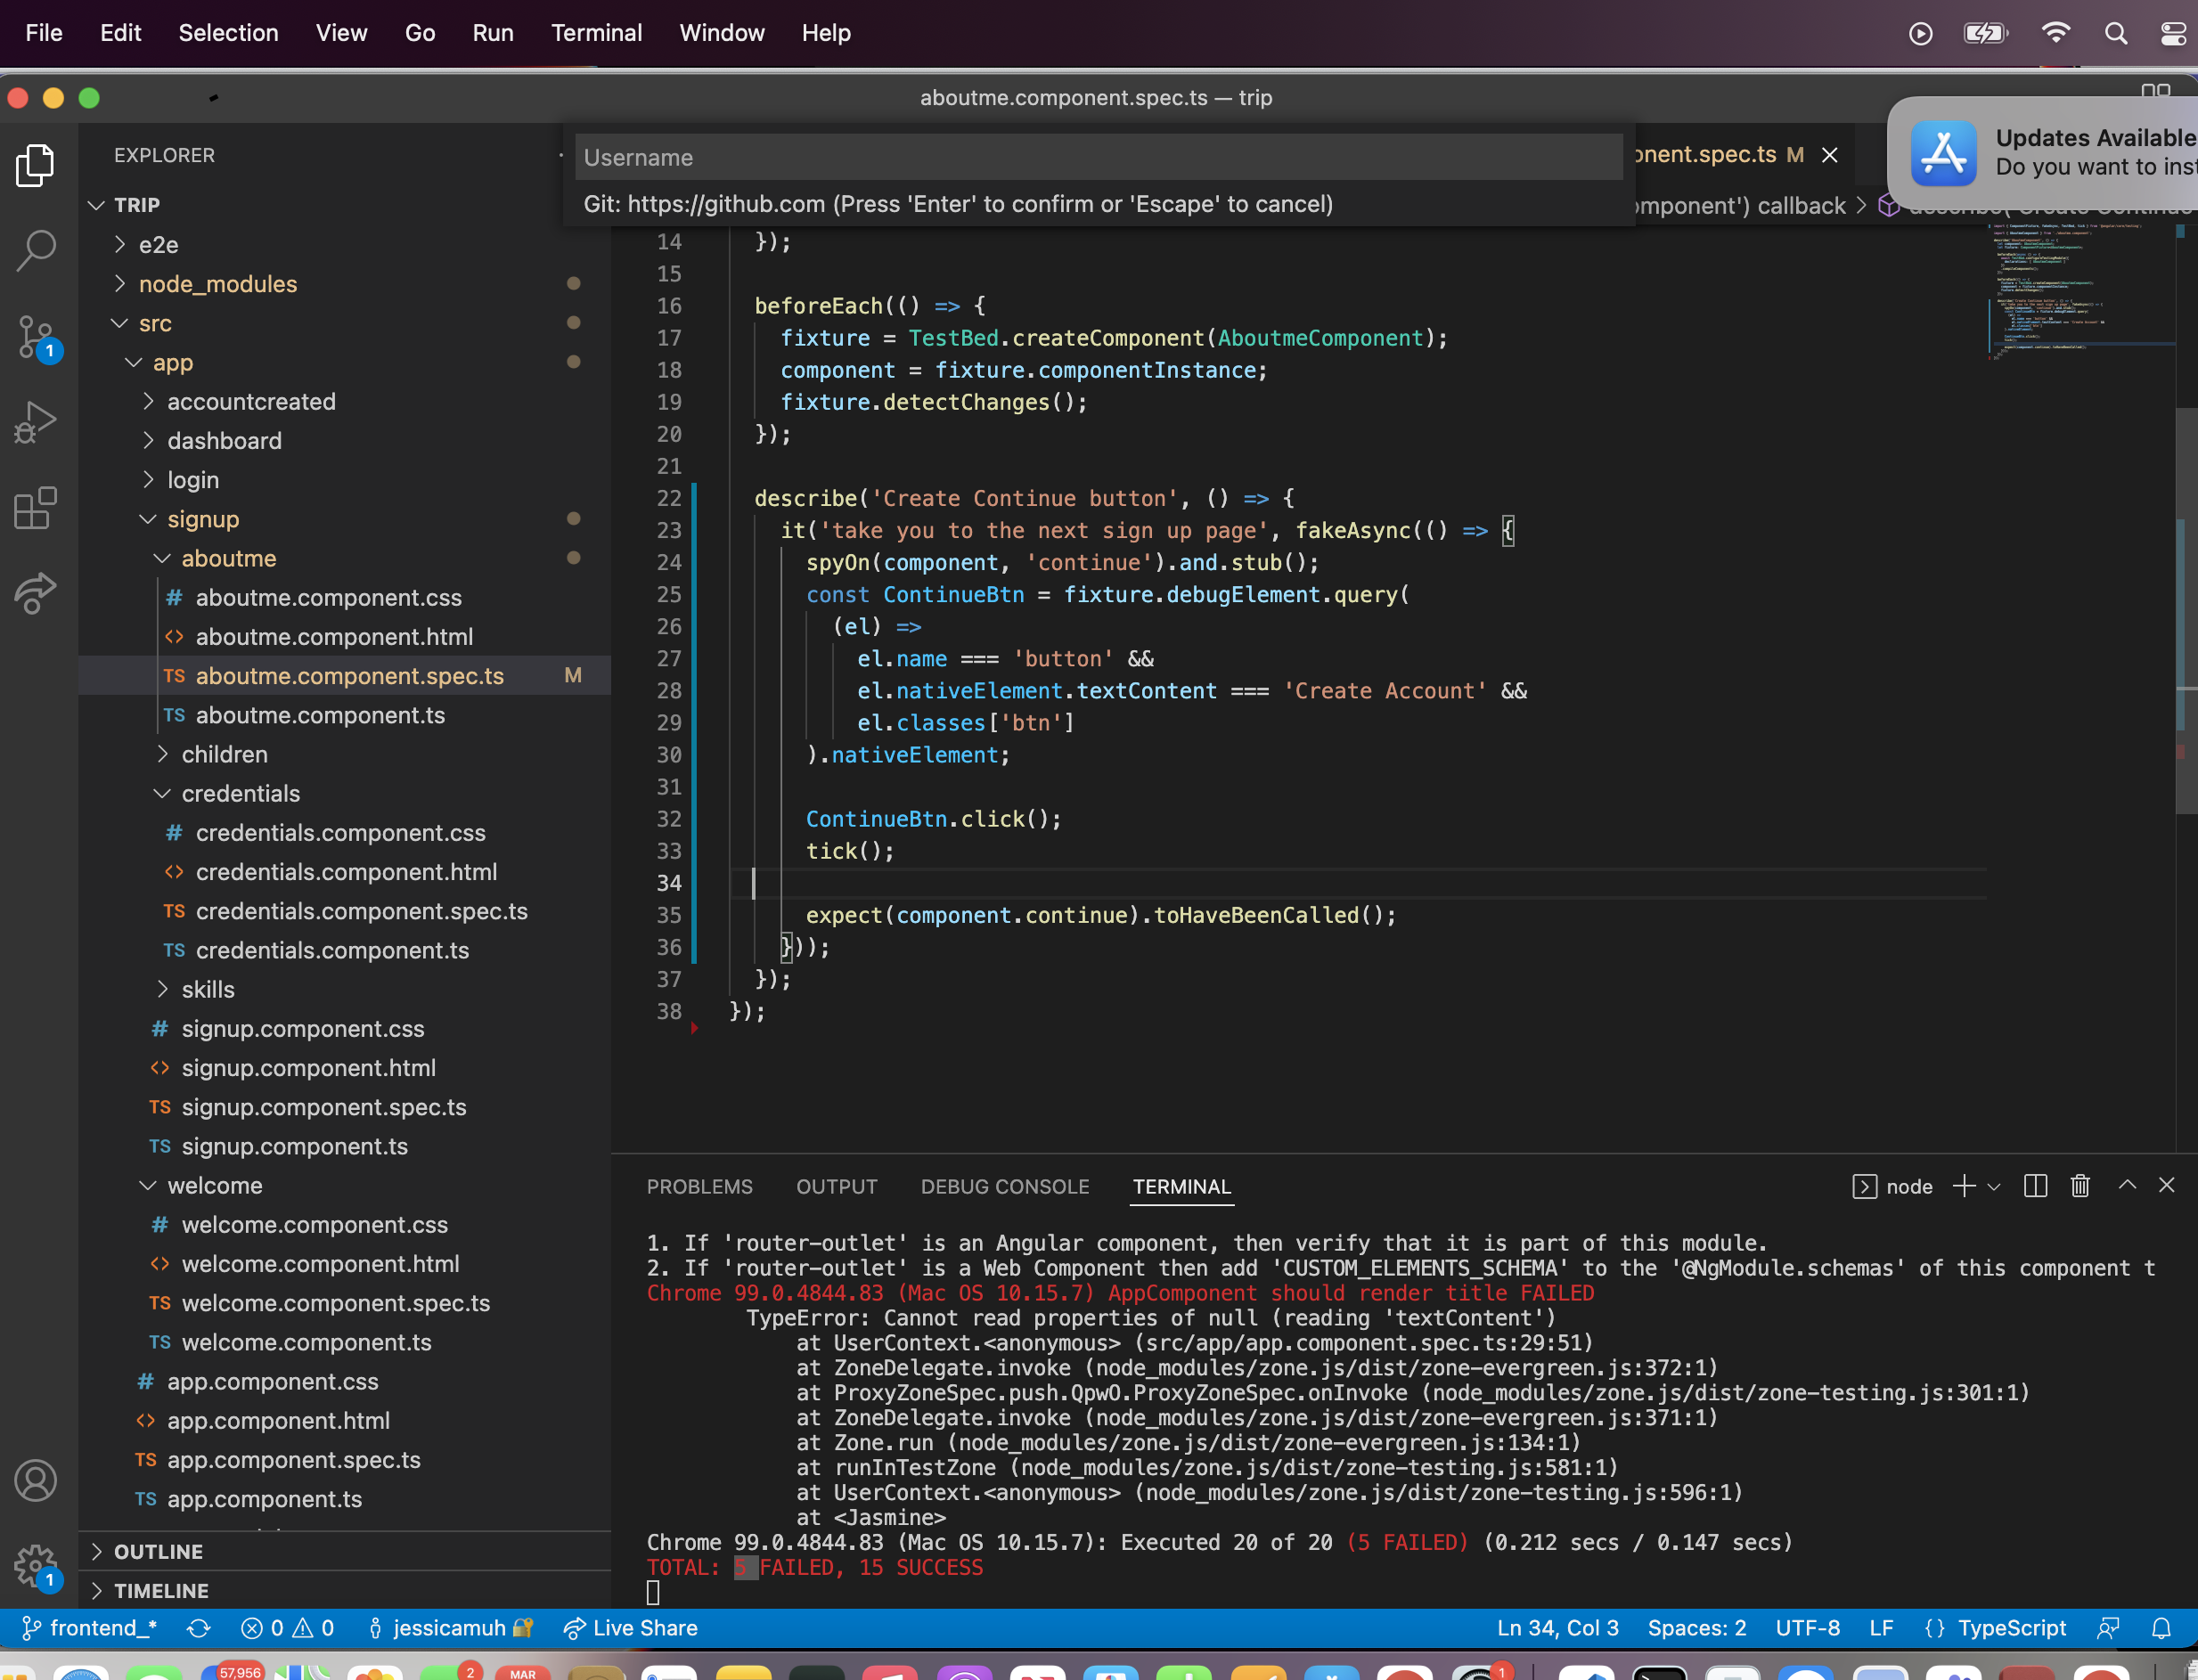 File Edit Selection View Go Run Terminal Window Help
aboutme.component.spec.ts — trip
Updates Available
Do you want to inst
EXPLORER
Username
Git: https://github.com (Press 'Enter' to confirm or 'Escape' to cancel)
onent.spec.ts M
omponent') callback >
TRIP
e2e
node_modules
src
app
accountcreated
dashboard
login
signup
aboutme
# aboutme.component.css
<> aboutme.component.html
TS aboutme.component.spec.ts M
TS aboutme.component.ts
children
credentials
# credentials.component.css
<> credentials.component.html
TS credentials.component.spec.ts
TS credentials.component.ts
skills
# signup.component.css
<> signup.component.html
TS signup.component.spec.ts
TS signup.component.ts
welcome
# welcome.component.css
<> welcome.component.html
TS welcome.component.spec.ts
TS welcome.component.ts
# app.component.css
<> app.component.html
TS app.component.spec.ts
TS app.component.ts
OUTLINE
TIMELINE
1
1
14 });
15
16 beforeEach(() => {
17 fixture = TestBed.createComponent(AboutmeComponent);
18 component = fixture.componentInstance;
19 fixture.detectChanges();
20 });
21
22 describe('Create Continue button', () => {
23 it('take you to the next sign up page', fakeAsync(() => {
24 spyOn(component, 'continue').and.stub();
25 const ContinueBtn = fixture.debugElement.query(
26 (el) =>
27 el.name === 'button' &&
28 el.nativeElement.textContent === 'Create Account' &&
29 el.classes['btn']
30 ).nativeElement;
31
32 ContinueBtn.click();
33 tick();
34
35 expect(component.continue).toHaveBeenCalled();
36 }));
37 });
38 });
PROBLEMS OUTPUT DEBUG CONSOLE TERMINAL node
1. If 'router-outlet' is an Angular component, then verify that it is part of this module.
2. If 'router-outlet' is a Web Component then add 'CUSTOM_ELEMENTS_SCHEMA' to the '@NgModule.schemas' of this component t
Chrome 99.0.4844.83 (Mac OS 10.15.7) AppComponent should render title FAILED
TypeError: Cannot read properties of null (reading 'textContent')
at UserContext.<anonymous> (src/app/app.component.spec.ts:29:51)
at ZoneDelegate.invoke (node_modules/zone.js/dist/zone-evergreen.js:372:1)
at ProxyZoneSpec.push.QpwO.ProxyZoneSpec.onInvoke (node_modules/zone.js/dist/zone-testing.js:301:1)
at ZoneDelegate.invoke (node_modules/zone.js/dist/zone-evergreen.js:371:1)
at Zone.run (node_modules/zone.js/dist/zone-evergreen.js:134:1)
at runInTestZone (node_modules/zone.js/dist/zone-testing.js:581:1)
at UserContext.<anonymous> (node_modules/zone.js/dist/zone-testing.js:596:1)
at <Jasmine>
Chrome 99.0.4844.83 (Mac OS 10.15.7): Executed 20 of 20 (5 FAILED) (0.212 secs / 0.147 secs)
TOTAL: 5 FAILED, 15 SUCCESS
frontend_* 0 0 jessicamuh Live Share Ln 34, Col 3 Spaces: 2 UTF-8 LF {} TypeScript
57,956 2 MAR 1